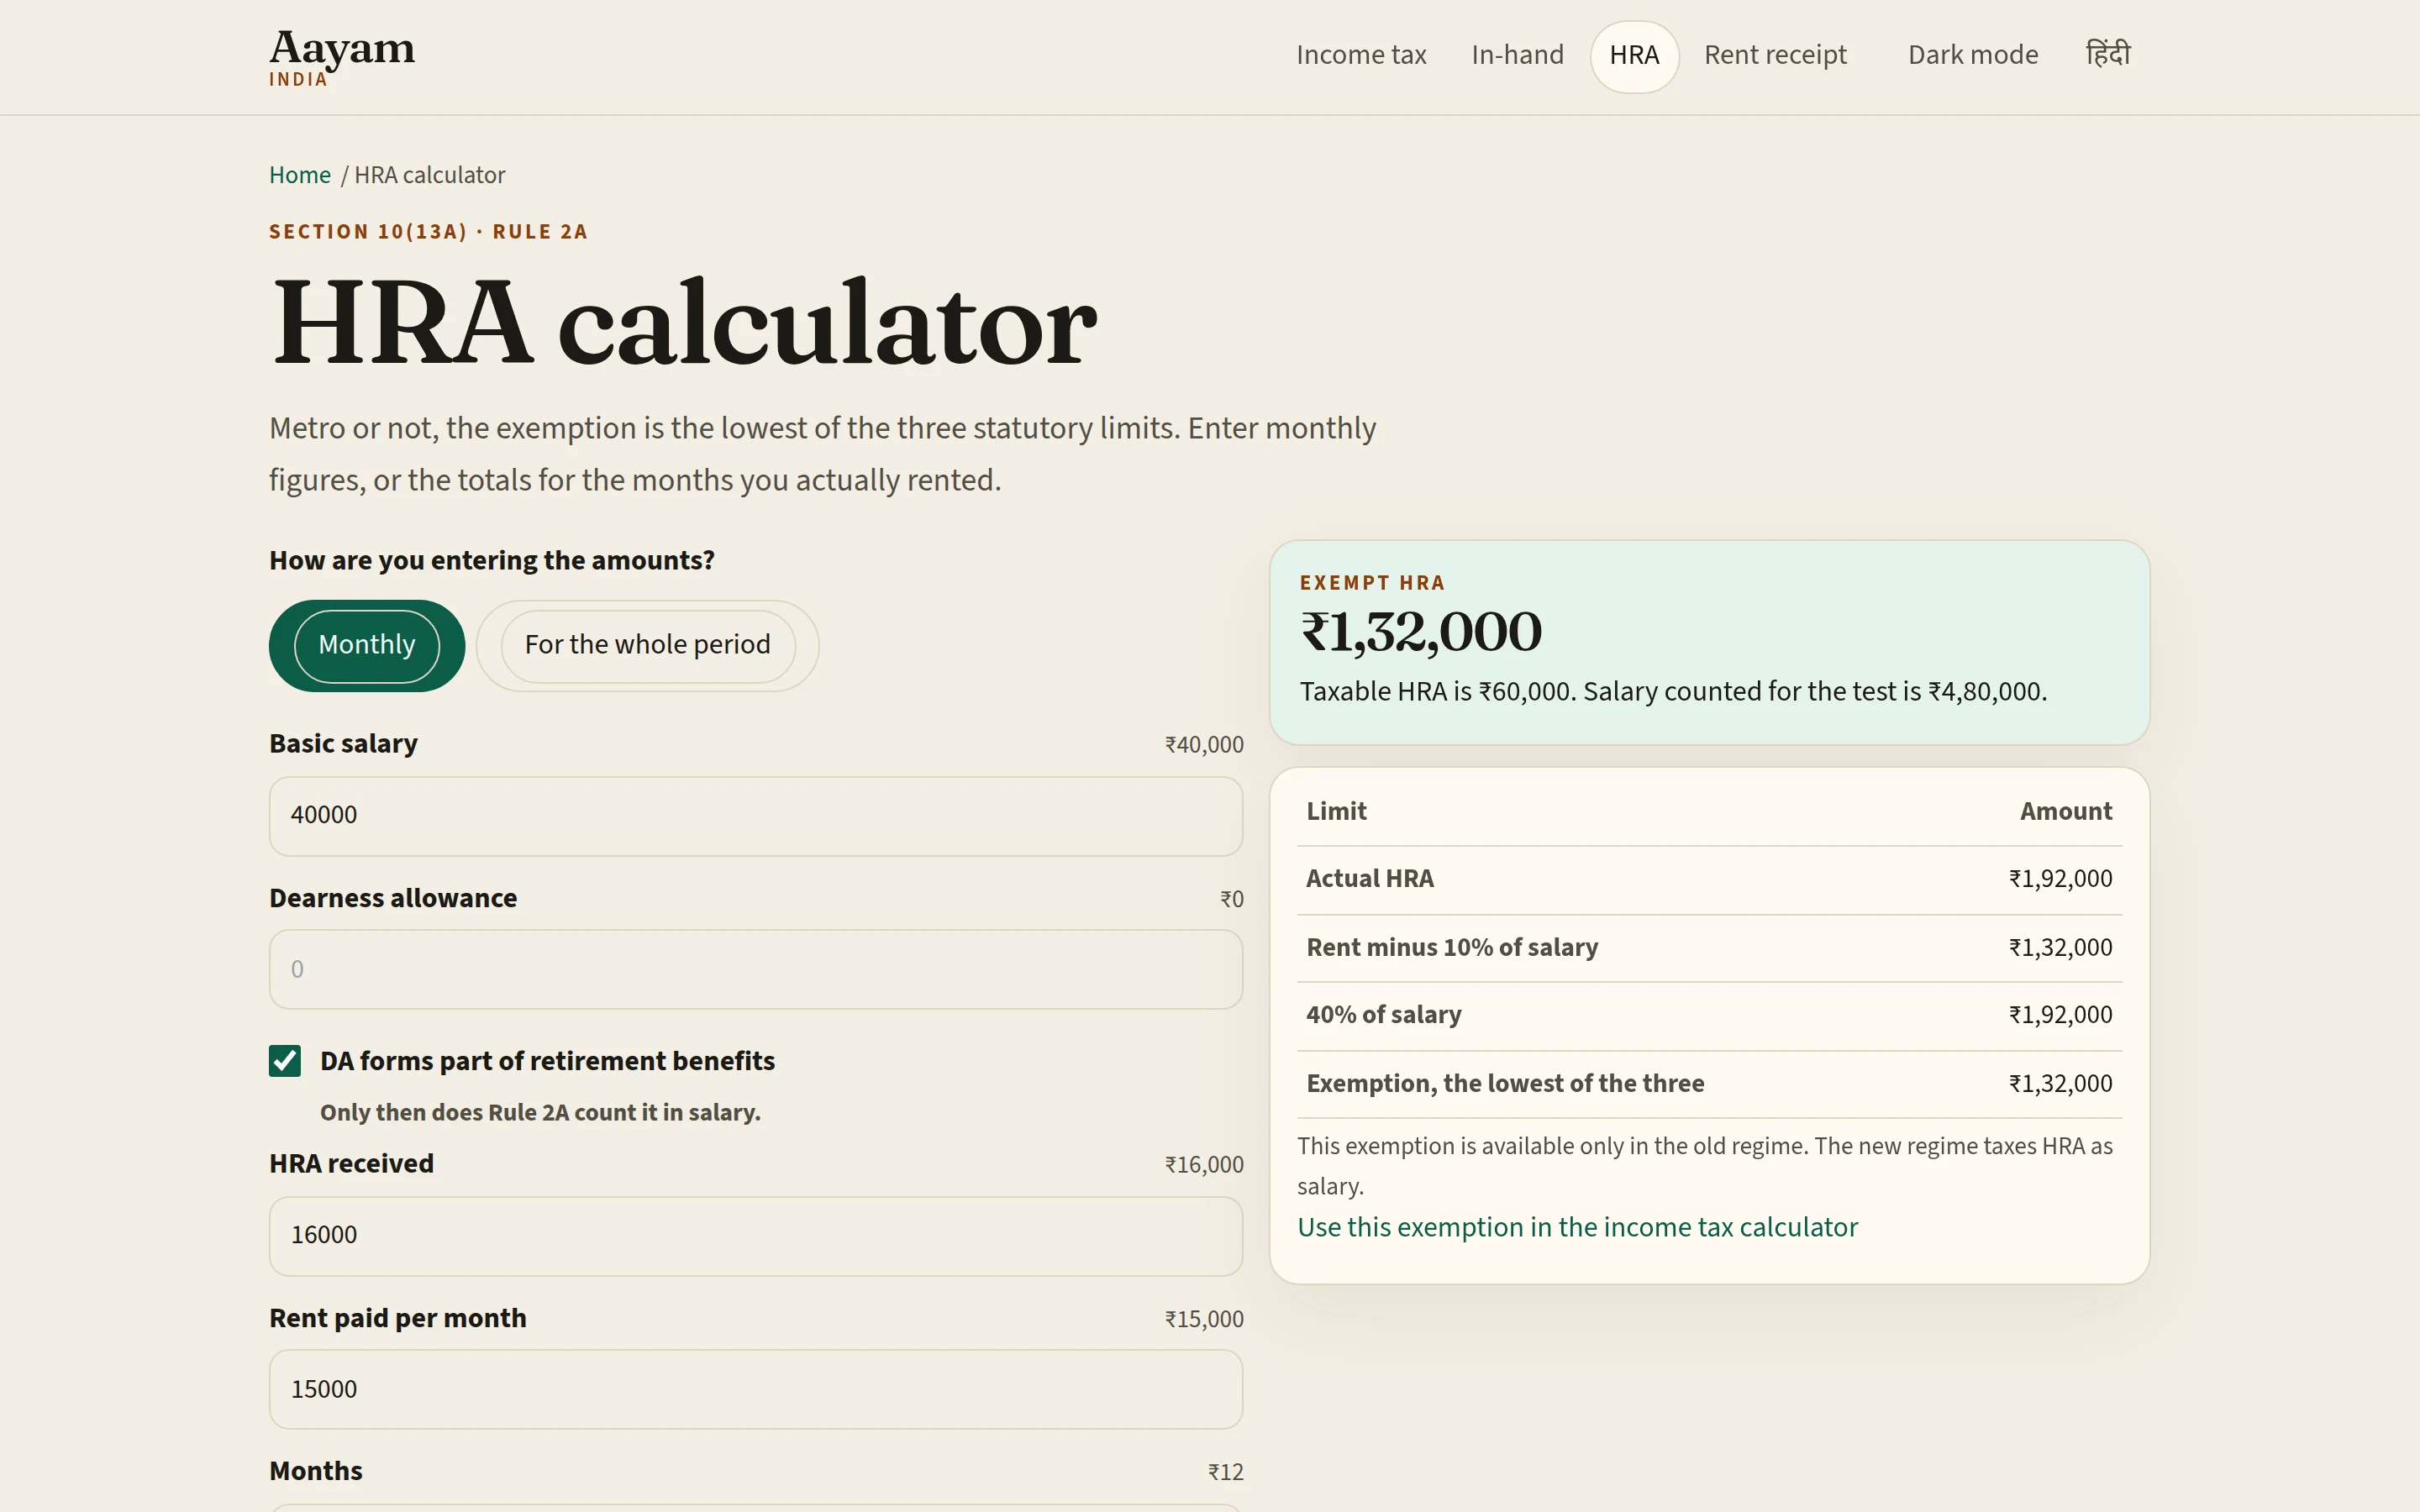 Aayam
INDIA
Income tax
In-hand
HRA
Rent receipt
Dark mode
हिंदी
Home / HRA calculator
SECTION 10(13A) · RULE 2A
HRA calculator
Metro or not, the exemption is the lowest of the three statutory limits. Enter monthly
figures, or the totals for the months you actually rented.
How are you entering the amounts?
Monthly
For the whole period
Basic salary ₹40,000
40000
Dearness allowance ₹0
0
DA forms part of retirement benefits
Only then does Rule 2A count it in salary.
HRA received ₹16,000
16000
Rent paid per month ₹15,000
15000
Months ₹12
EXEMPT HRA
₹1,32,000
Taxable HRA is ₹60,000. Salary counted for the test is ₹4,80,000.
Limit Amount
Actual HRA ₹1,92,000
Rent minus 10% of salary ₹1,32,000
40% of salary ₹1,92,000
Exemption, the lowest of the three ₹1,32,000
This exemption is available only in the old regime. The new regime taxes HRA as
salary.
Use this exemption in the income tax calculator